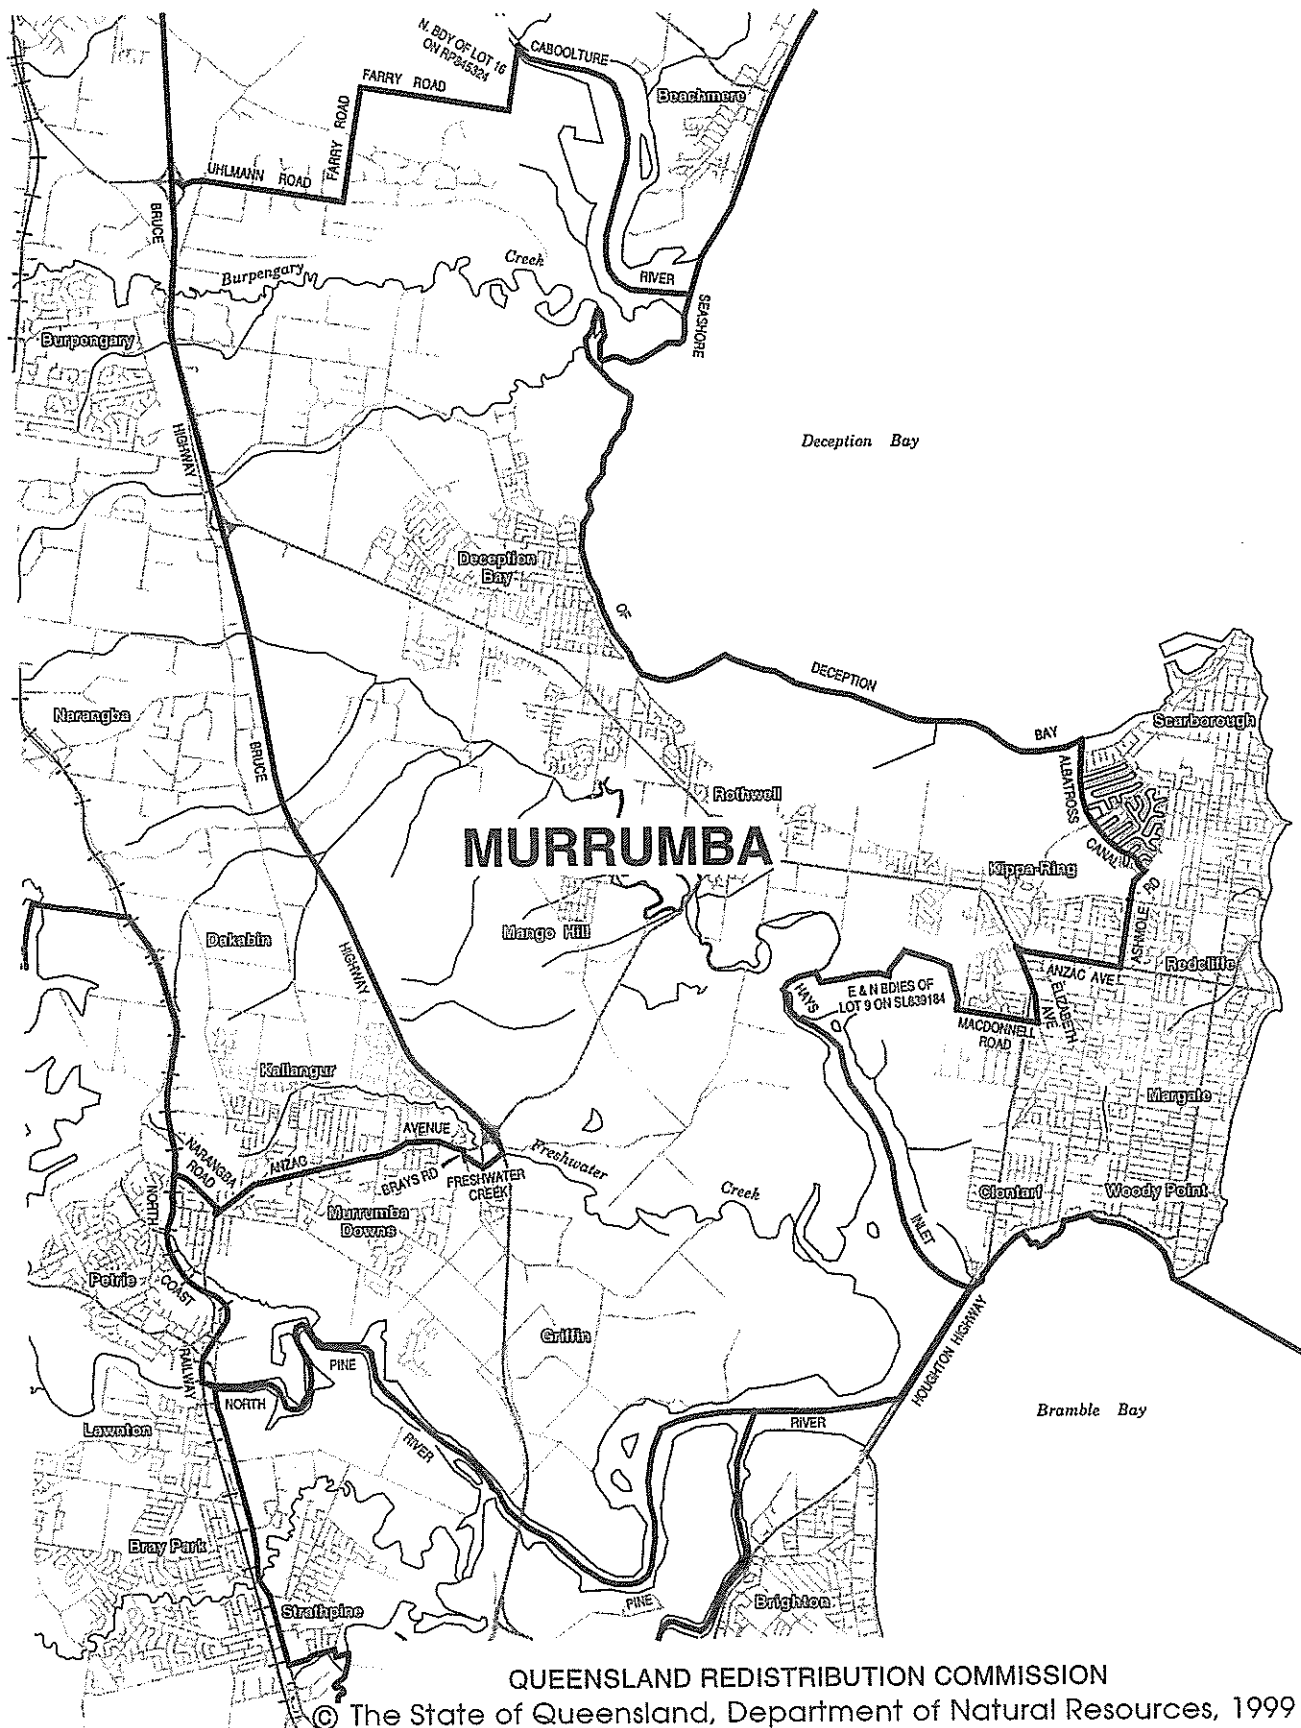 N. BDY OF LOT 16
ON RP845324
CABOOLTURE
FARRY ROAD
Beachmere
FARRY ROAD
UHLMANN ROAD
BRUCE
Creek
Burpengary
RIVER
SEASHORE
Burpengary
HIGHWAY
Deception Bay
Deception
Bay
OF
DECEPTION
Narangba
Scarborough
BAY
BRUCE
ALBATROSS
Rothwell
MURRUMBA
CANAL
Kippa-Ring
RD
ASHMOLE
Mango Hill
Dakabin
HIGHWAY
Redcliffe
ANZAC AVE
HAYS
E & N BDIES OF
LOT 9 ON SL839184
ELIZABETH
AVE
MACDONNELL
ROAD
Kallangur
Margate
AVENUE
NARANGBA
ROAD
ANZAC
Freshwater
BRAYS RD
FRESHWATER
CREEK
Creek
NORTH
Clontarf
Woody Point
Murrumba
Downs
INLET
Petrie
COAST
Griffin
HOUGHTON HIGHWAY
PINE
RAILWAY
NORTH
Bramble Bay
RIVER
Lawnton
RIVER
Bray Park
PINE
Brighton
Strathpine
QUEENSLAND REDISTRIBUTION COMMISSION
© The State of Queensland, Department of Natural Resources, 1999